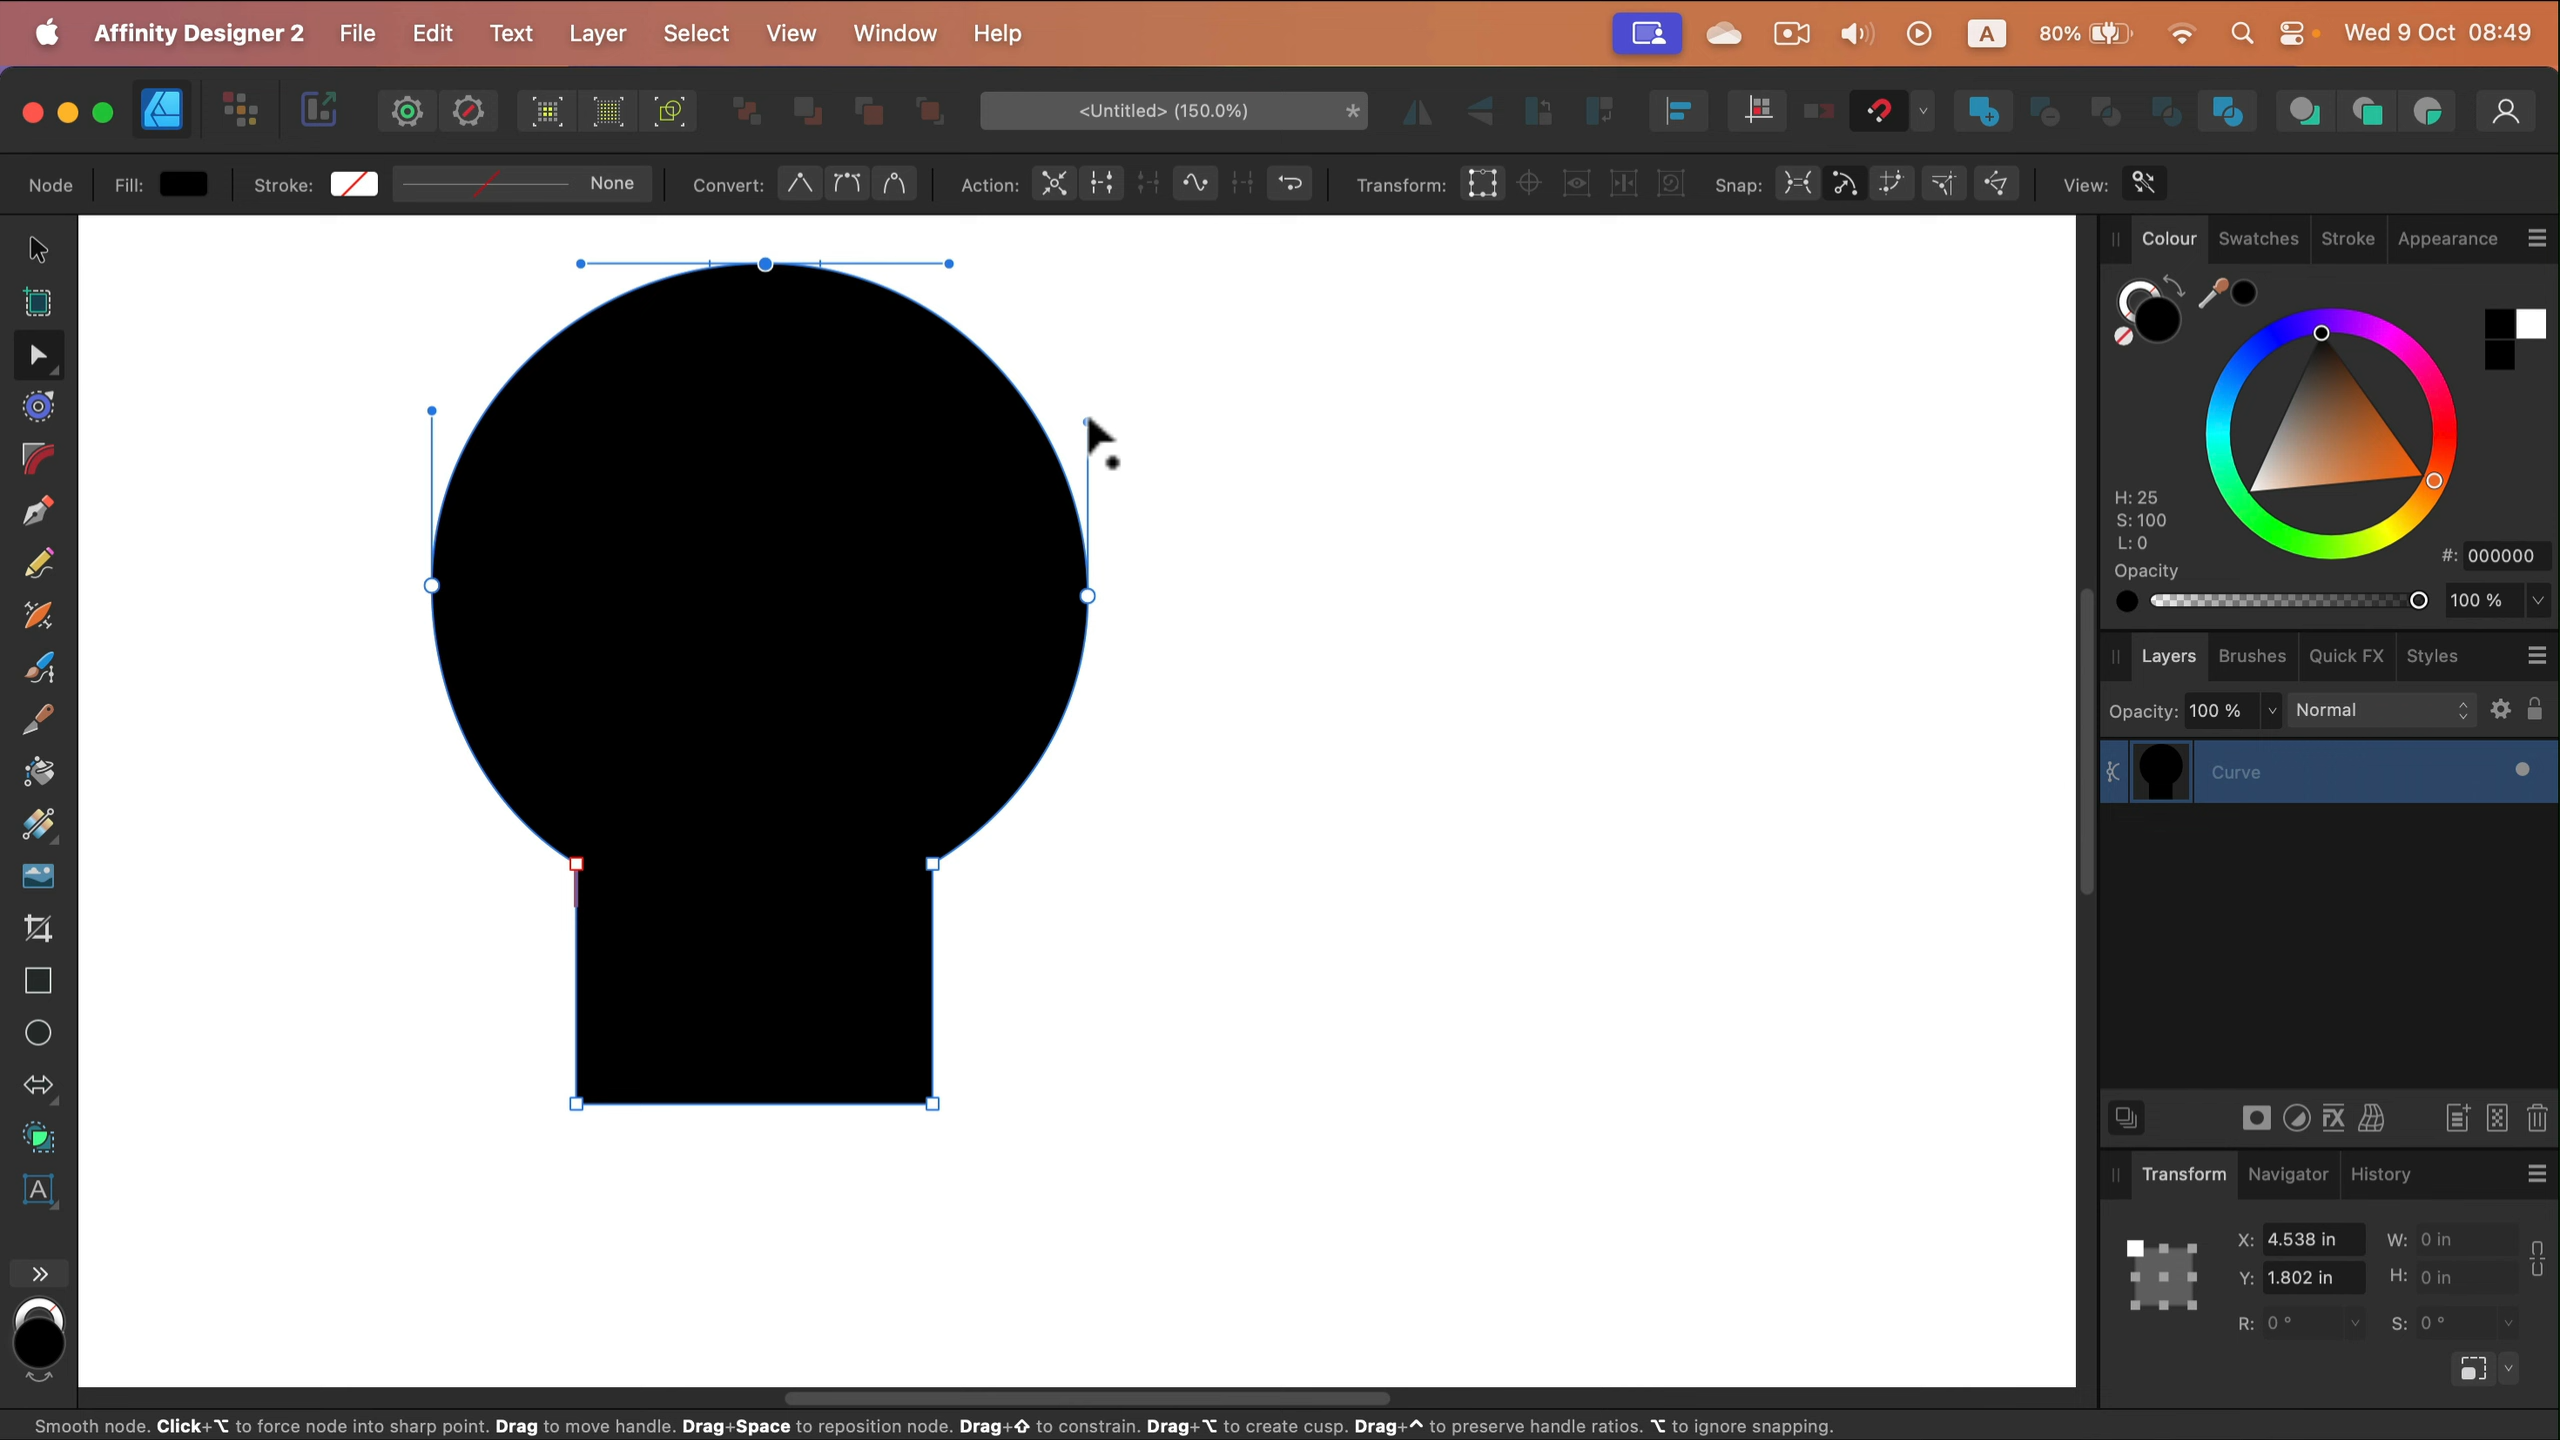 Affinity Designer 2 File Edit Text Layer Select View Window Help A 80% Wed 9 Oct 08:49
<Untitled> (150.0%) *
Node Fill: Stroke: None Convert: Action: Transform: Snap: View:
Colour Swatches Stroke Appearance
H: 25
S: 100
L: 0
#: 000000
Opacity
100 %
Layers Brushes Quick FX Styles
Opacity: 100 % Normal
Curve
FX
A
Transform Navigator History
X: 4.538 in W: 0 in
Y: 1.802 in H: 0 in
R: 0 ° S: 0 °
Smooth node. Click+⌥ to force node into sharp point. Drag to move handle. Drag+Space to reposition node. Drag+⇧ to constrain. Drag+⌥ to create cusp. Drag+^ to preserve handle ratios. ⌥ to ignore snapping.